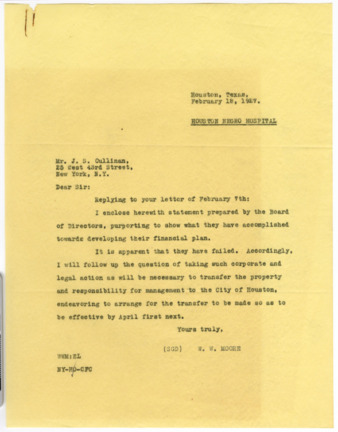 Houston, Texas.
February 18, 1927.
HOUSTON NEGRO HOSPITAL
Mr. J. S. Cullinan,
25 West 43rd Street,
New York, N.Y.
Dear Sir:
Replying to your letter of February 7th:
I enclose herewith statement prepared by the Board
of Directors, purporting to show what they have accomplished
towards developing their financial plan.
It is apparent that they have failed. Accordingly,
I will follow up the question of taking such corporate and
legal action as will be necessary to transfer the property
and responsibility for management to the City of Houston,
endeavoring to arrange for the transfer to be made so as to
be effective by April first next.
Yours truly,
(SGD) W. W. MOORE
WWM:ZL
NY-HO-CFC